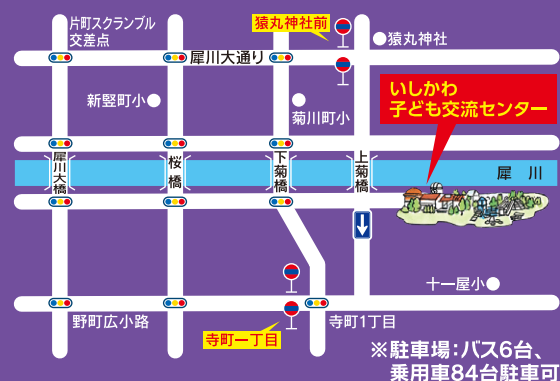 片町スクランブル
交差点
猿丸神社前
猿丸神社
犀川大通り
いしかわ
子ども交流センター
新竪町小
菊川町小
犀川大橋
桜橋
下菊橋
上菊橋
犀川
十一屋小
野町広小路
寺町一丁目
寺町1丁目
※駐車場:バス6台、
乗用車84台駐車可